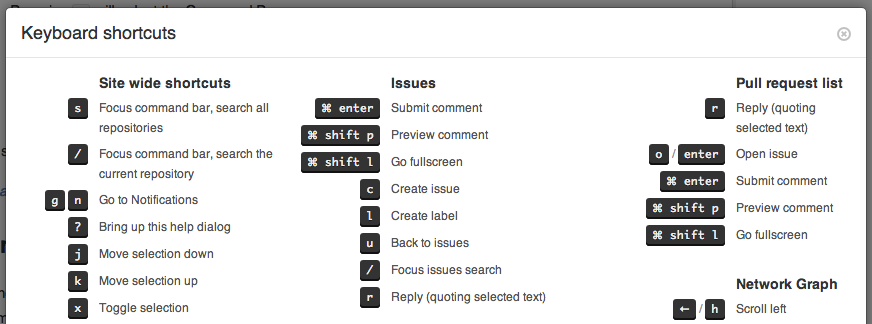 Keyboard shortcuts
Site wide shortcuts
s Focus command bar, search all
repositories
/ Focus command bar, search the
current repository
g n Go to Notifications
? Bring up this help dialog
j Move selection down
k Move selection up
x Toggle selection
Issues
⌘ enter Submit comment
⌘ shift p Preview comment
⌘ shift l Go fullscreen
c Create issue
l Create label
u Back to issues
/ Focus issues search
r Reply (quoting selected text)
Pull request list
r Reply (quoting
selected text)
o / enter Open issue
⌘ enter Submit comment
⌘ shift p Preview comment
⌘ shift l Go fullscreen
Network Graph
← / h Scroll left